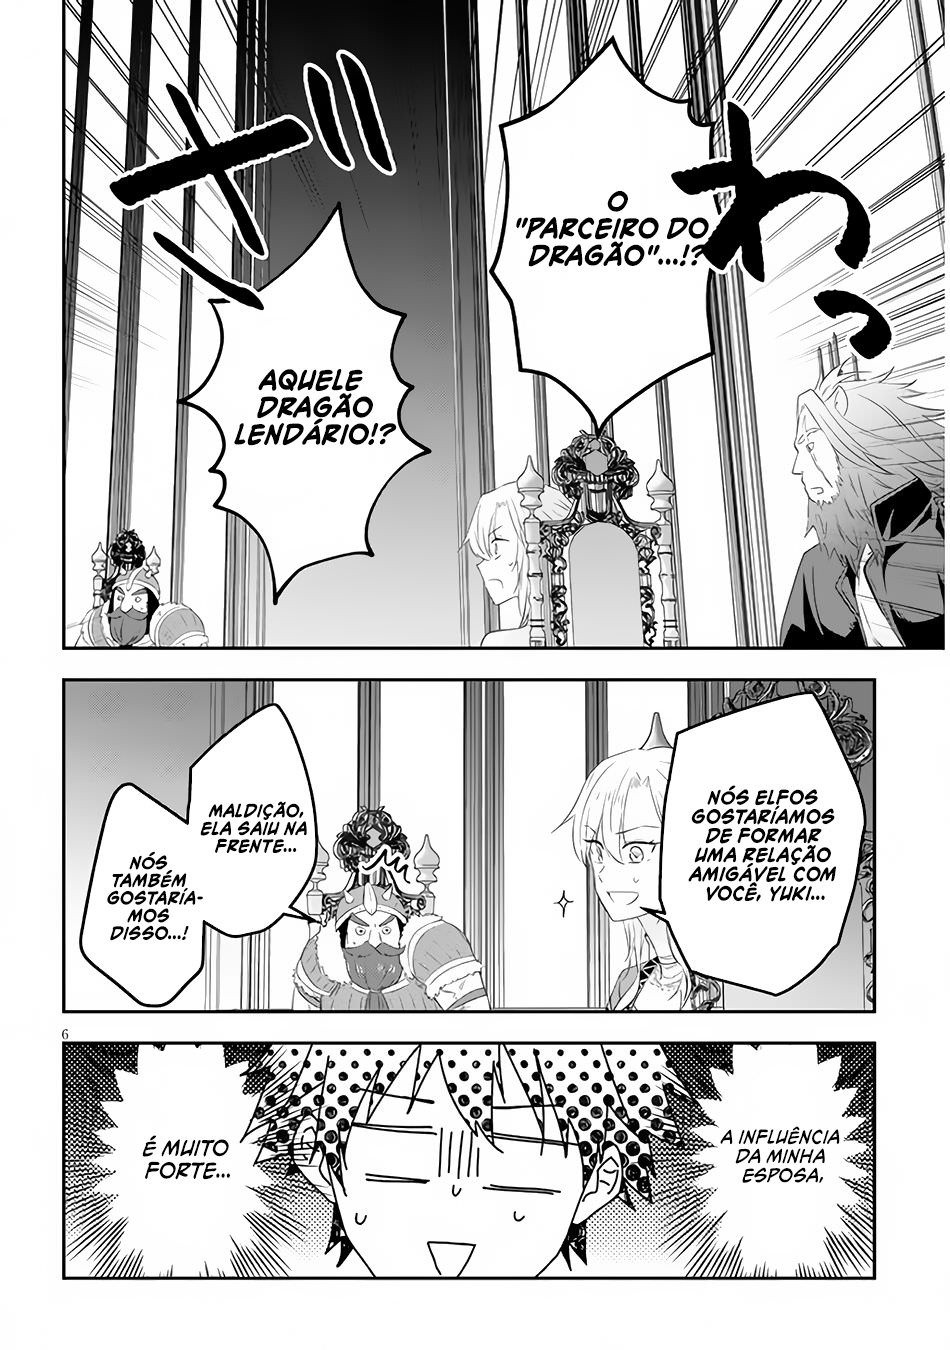 わっ
O
"PARCEIRO DO
DRAGÃO"...!?
ザワ
AQUELE
DRAGÃO
LENDÁRIO!?
NÓS ELFOS
GOSTARÍAMOS
DE FORMAR
UMA RELAÇÃO
AMIGÁVEL COM
VOCÊ, YUKI...
MALDIÇÃO,
ELA SAIU NA
FRENTE...
NÓS
TAMBÉM
GOSTARÍA-
MOS
DISSO...!
6
A INFLUÊNCIA
DA MINHA
ESPOSA,
É MUITO
FORTE...